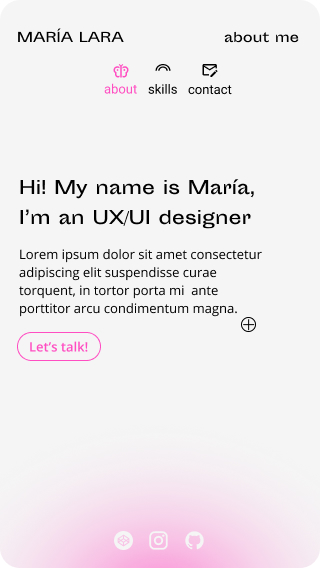 MARÍA LARA
about me
about
skills
contact
Hi! My name is María,
I'm an UX/UI designer
Lorem ipsum dolor sit amet consectetur
adipiscing elit suspendisse curae
torquent, in tortor porta mi  ante
porttitor arcu condimentum magna.
Let's talk!